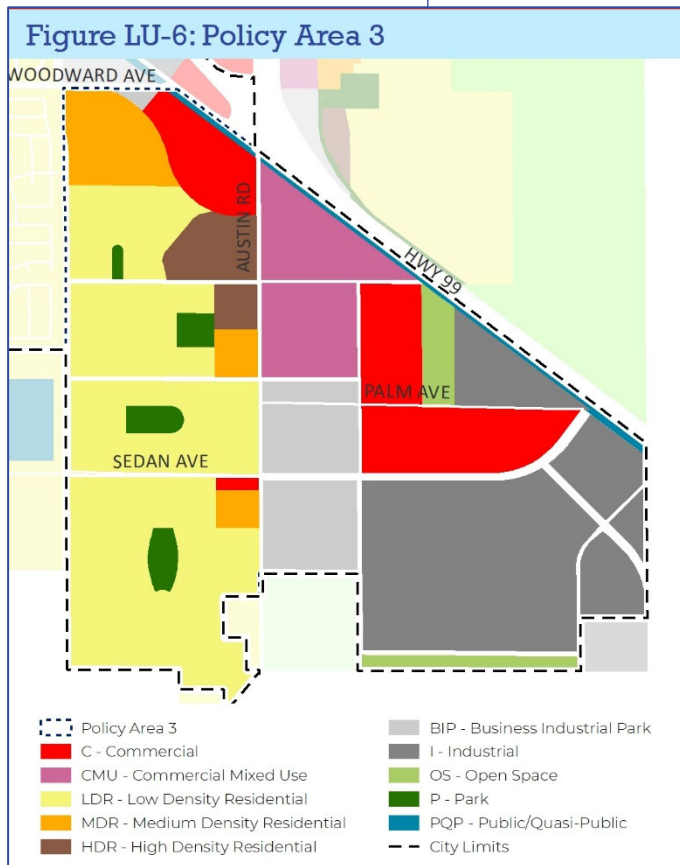 Figure LU-6: Policy Area 3
WOODWARD AVE
AUSTIN RD
HWY 99
PALM AVE
SEDAN AVE
Policy Area 3
C - Commercial
CMU - Commercial Mixed Use
LDR - Low Density Residential
MDR - Medium Density Residential
HDR - High Density Residential
BIP - Business Industrial Park
I - Industrial
OS - Open Space
P - Park
PQP - Public/Quasi-Public
City Limits